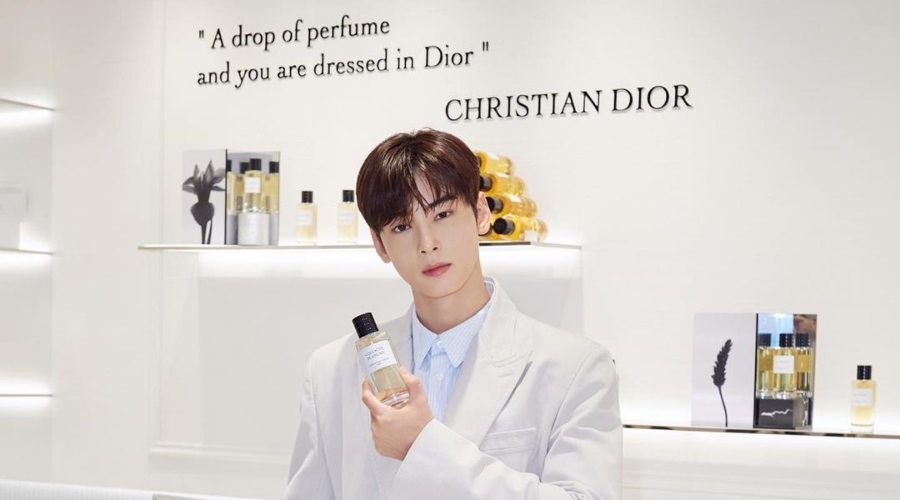 " A drop of perfume
and you are dressed in Dior "
CHRISTIAN DIOR